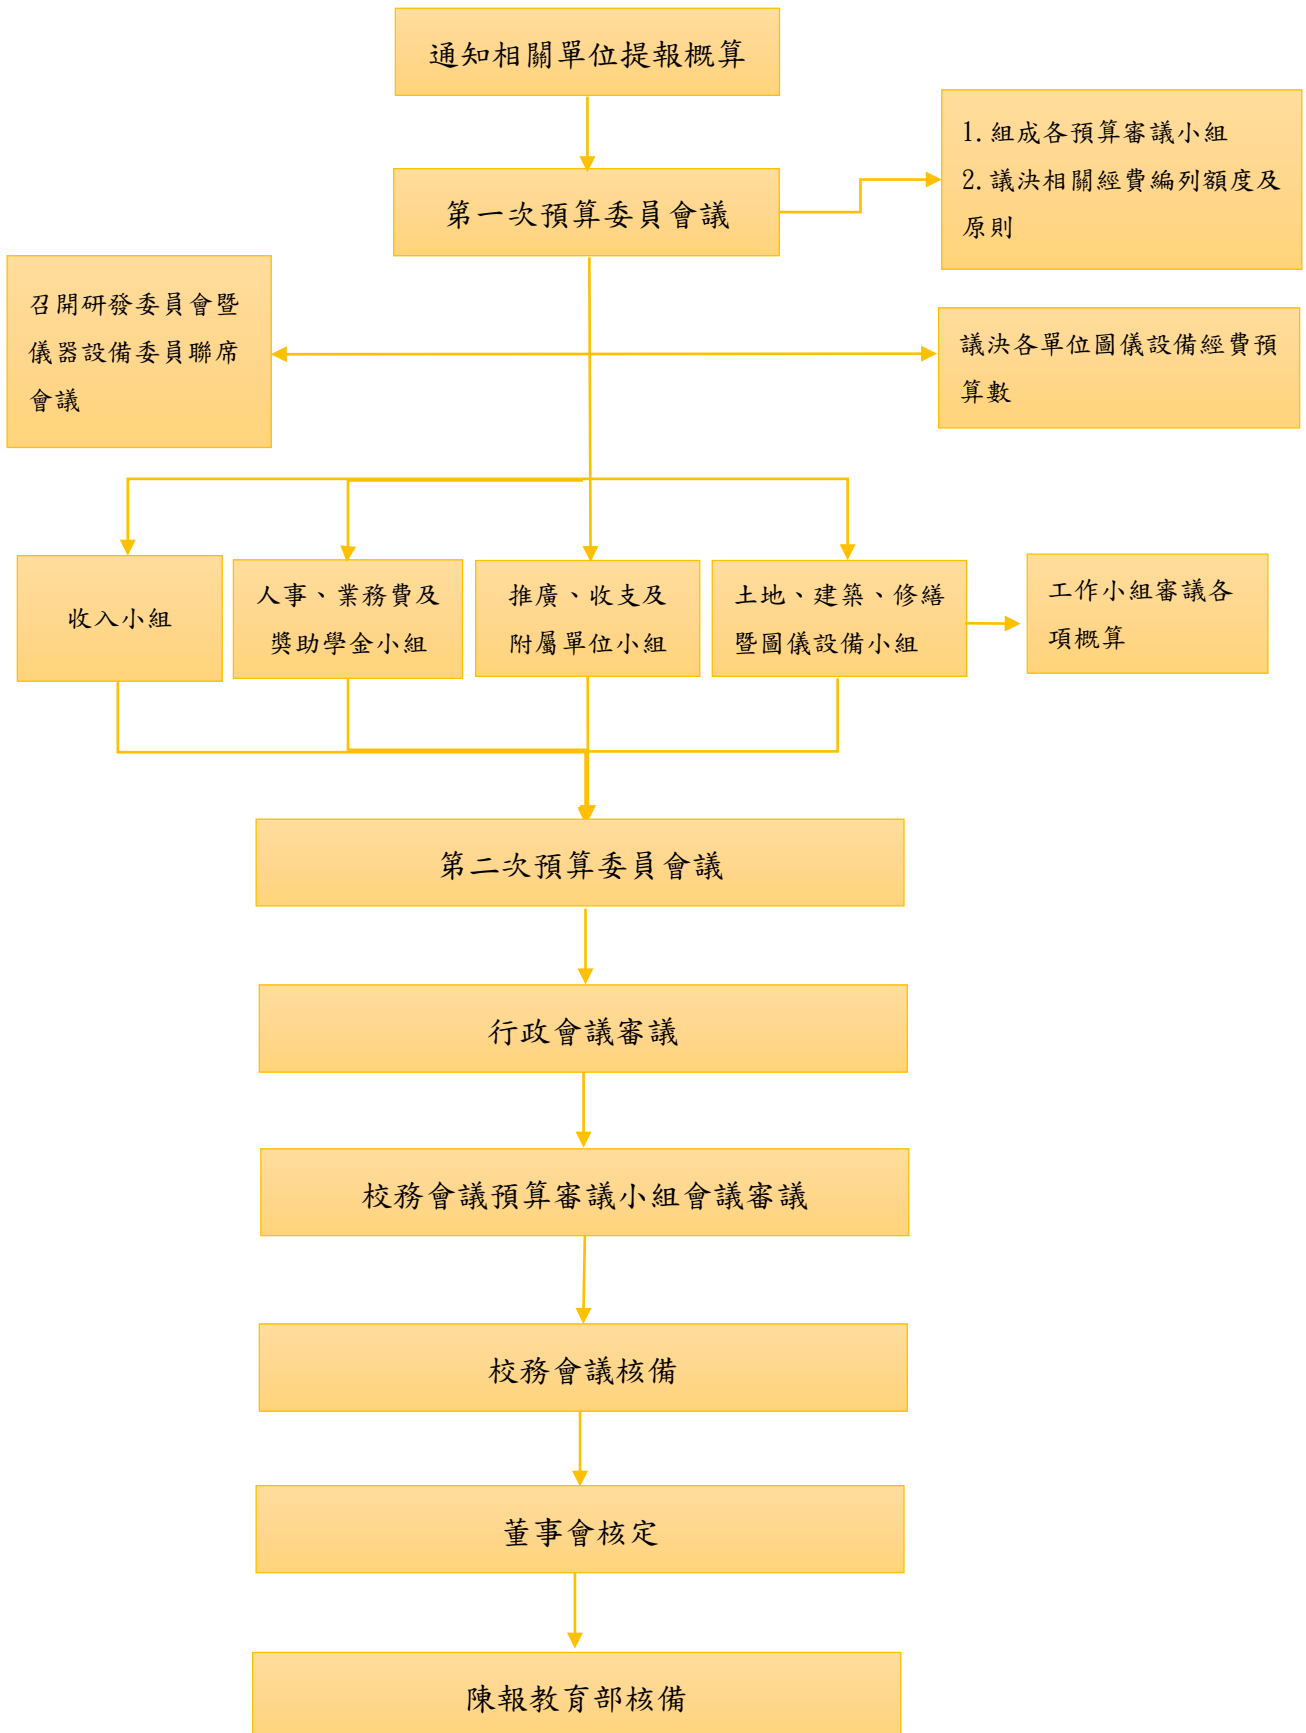 通知相關單位提報概算
1.組成各預算審議小組
2.議決相關經費編列額度及
原則
第一次預算委員會議
召開研發委員會暨
儀器設備委員聯席
會議
議決各單位圖儀設備經費預
算數
收入小組
人事、業務費及
獎助學金小組
推廣、收支及
附屬單位小組
土地、建築、修繕
暨圖儀設備小組
工作小組審議各
項概算
第二次預算委員會議
行政會議審議
校務會議預算審議小組會議審議
校務會議核備
董事會核定
陳報教育部核備